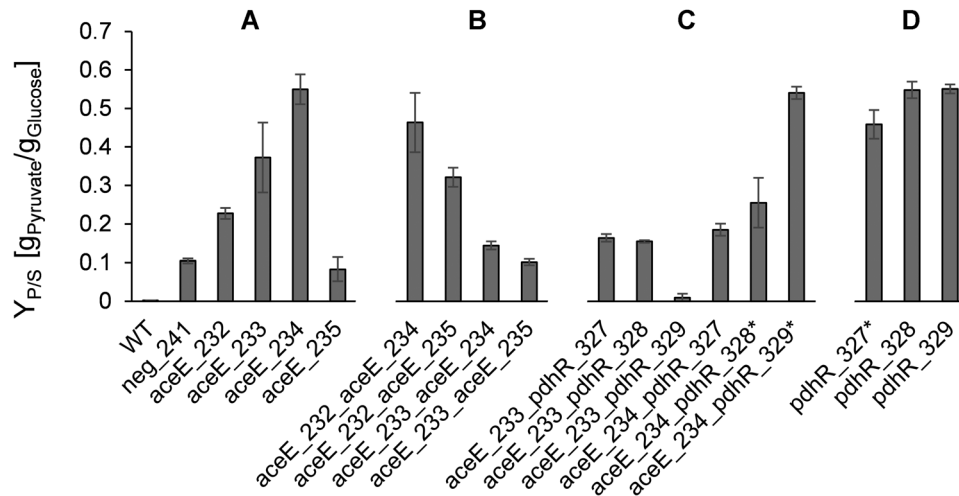 A B C D
Y P/S [gPyruvate/gGlucose]
0.7
0.6
0.5
0.4
0.3
0.2
0.1
0
WT
neg_241
aceE_232
aceE_233
aceE_234
aceE_235
aceE_232_aceE_234
aceE_232_aceE_235
aceE_233_aceE_234
aceE_233_aceE_235
aceE_233_pdhR_327
aceE_233_pdhR_328
aceE_233_pdhR_329
aceE_234_pdhR_327
aceE_234_pdhR_328*
aceE_234_pdhR_329*
pdhR_327*
pdhR_328
pdhR_329